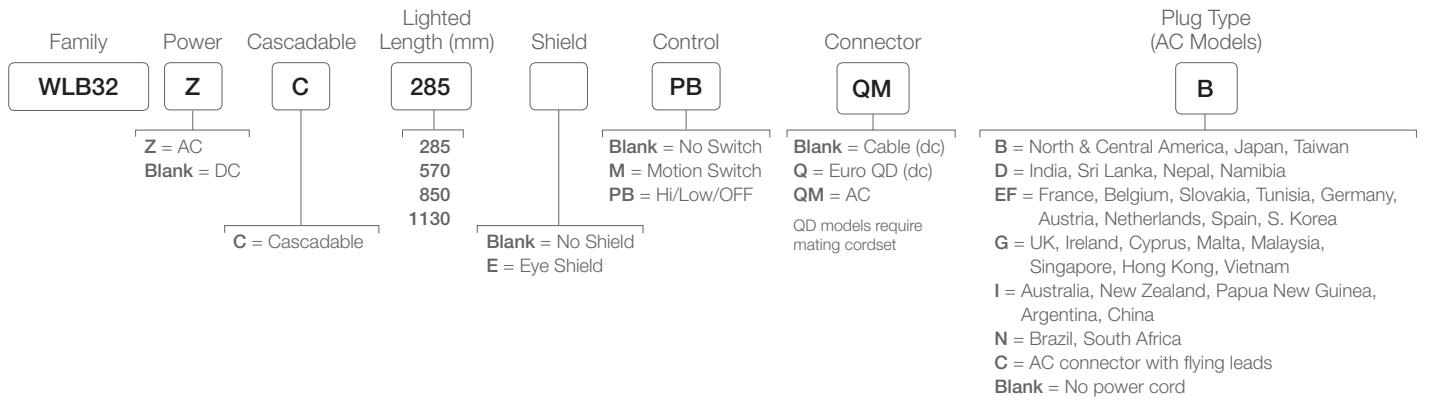 Family
Power
Cascadable
Lighted
Length (mm)
Shield
Control
Connector
Plug Type
(AC Models)
WLB32
Z
C
285
PB
QM
B
Z = AC
Blank = DC
C = Cascadable
285
570
850
1130
Blank = No Shield
E = Eye Shield
Blank = No Switch
M = Motion Switch
PB = Hi/Low/OFF
Blank = Cable (dc)
Q = Euro QD (dc)
QM = AC
QD models require
mating cordset
B = North & Central America, Japan, Taiwan
D = India, Sri Lanka, Nepal, Namibia
EF = France, Belgium, Slovakia, Tunisia, Germany,
Austria, Netherlands, Spain, S. Korea
G = UK, Ireland, Cyprus, Malta, Malaysia,
Singapore, Hong Kong, Vietnam
I = Australia, New Zealand, Papua New Guinea,
Argentina, China
N = Brazil, South Africa
C = AC connector with flying leads
Blank = No power cord